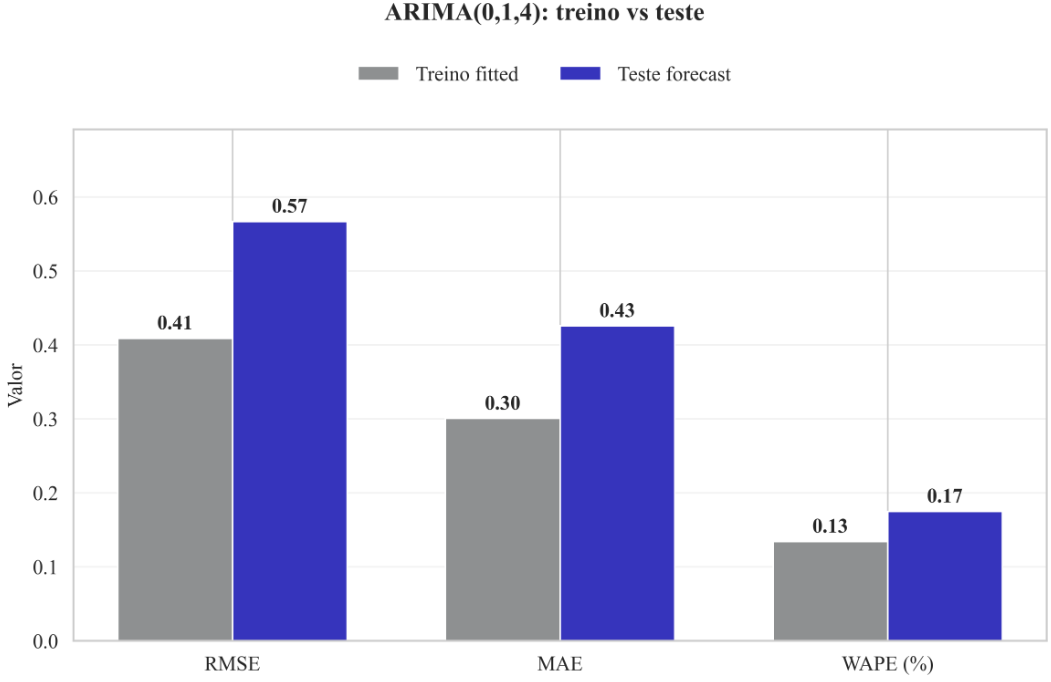 ARIMA(0,1,4): treino vs teste
Treino fitted
Teste forecast
Valor
0.6
0.5
0.4
0.3
0.2
0.1
0.0
0.41
0.57
0.30
0.43
0.13
0.17
RMSE
MAE
WAPE (%)